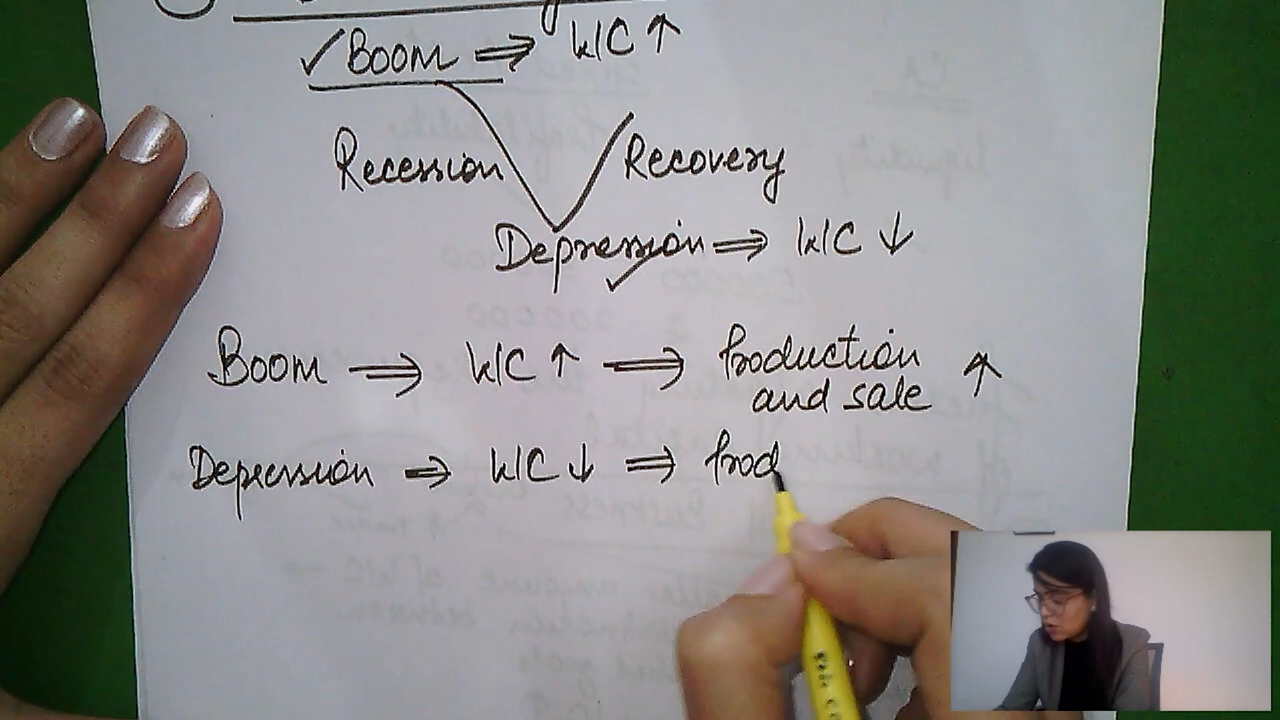 ✓ BOOM ⇒ W/C ↑
Recession
Recovery
Depression ⇒ W/C ↓
Boom ⇒ W/C ↑ ⇒ Production and sale ↑
Depression ⇒ W/C ↓ ⇒ Prod